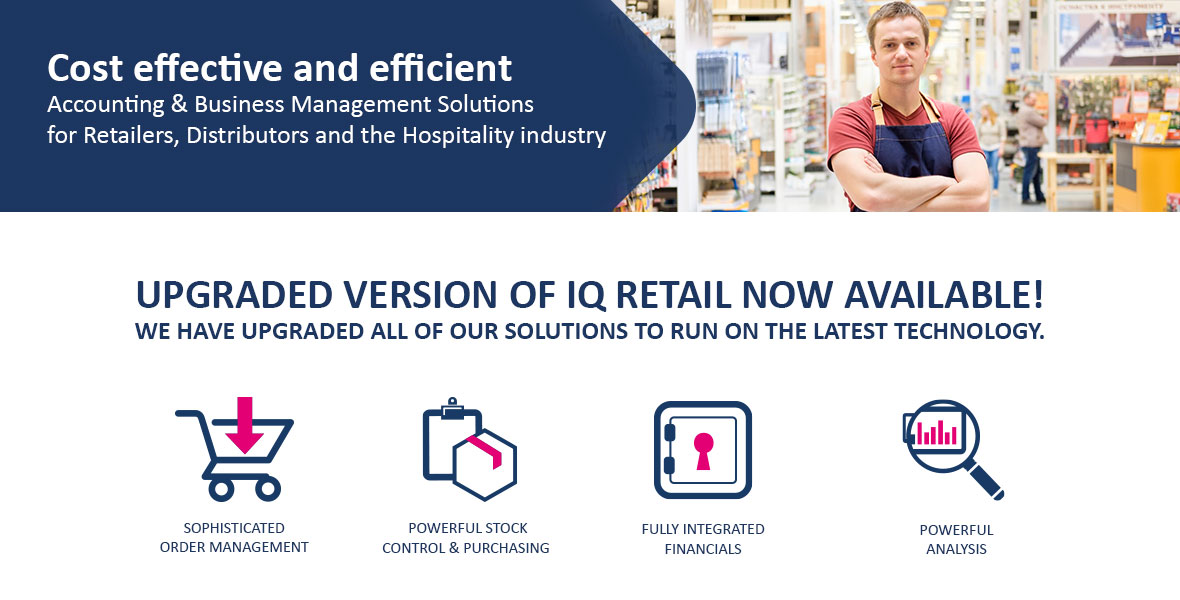 Cost effective and efficient
Accounting & Business Management Solutions
for Retailers, Distributors and the Hospitality industry
UPGRADED VERSION OF IQ RETAIL NOW AVAILABLE!
WE HAVE UPGRADED ALL OF OUR SOLUTIONS TO RUN ON THE LATEST TECHNOLOGY.
SOPHISTICATED
ORDER MANAGEMENT
POWERFUL STOCK
CONTROL & PURCHASING
FULLY INTEGRATED
FINANCIALS
POWERFUL
ANALYSIS